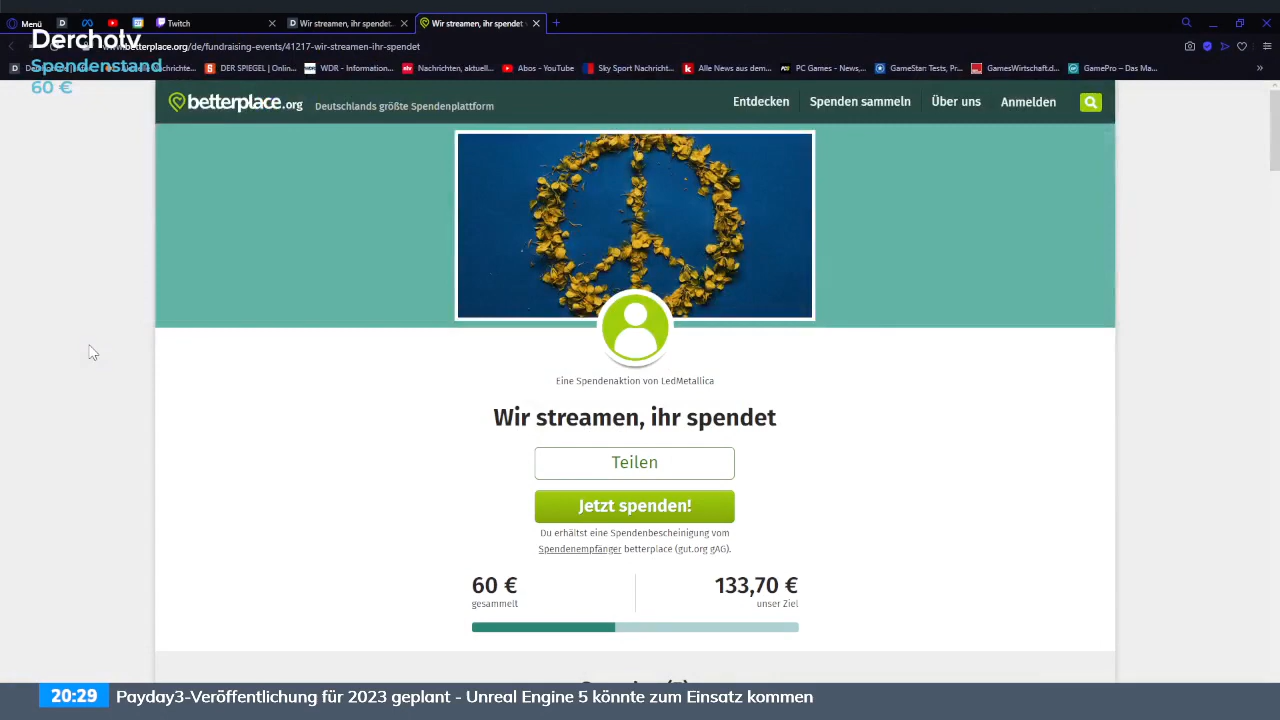 Menü
Twitch
Wir streamen, ihr spendet
Wir streamen, ihr spendet
Dercholy
www.betterplace.org/de/fundraising-events/41217-wir-streamen-ihr-spendet
Spendenstand
60 €
DER SPIEGEL | Onlin...
WDR - Information...
Nachrichten, aktuell...
Abos – YouTube
Sky Sport Nachricht...
Alle News aus dem...
PC Games - News,...
GameStar: Tests, Pr...
GamesWirtschaft.d...
GamePro – Das Ma...
betterplace.org
Deutschlands größte Spendenplattform
Entdecken
Spenden sammeln
Über uns
Anmelden
Eine Spendenaktion von LedMetallica
Wir streamen, ihr spendet
Teilen
Jetzt spenden!
Du erhältst eine Spendenbescheinigung vom
Spendenempfänger betterplace (gut.org gAG).
60 €
gesammelt
133,70 €
unser Ziel
20:29
Payday3-Veröffentlichung für 2023 geplant - Unreal Engine 5 könnte zum Einsatz kommen